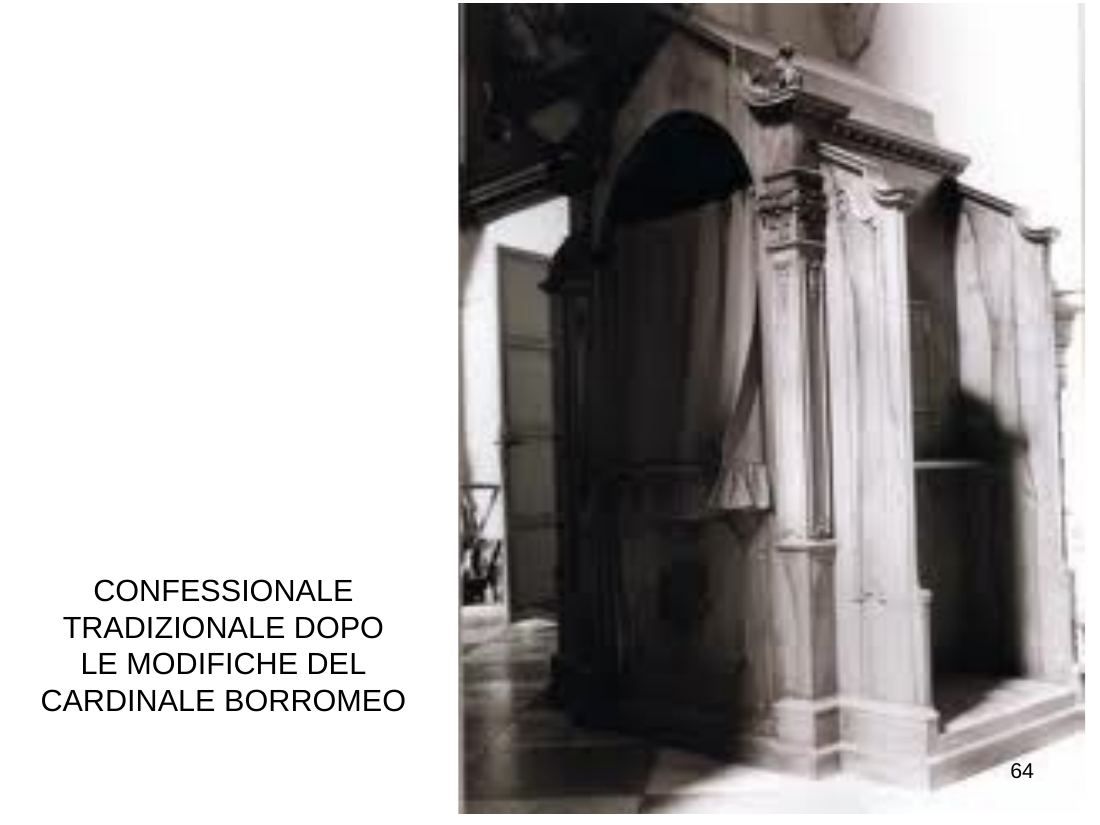 CONFESSIONALE
TRADIZIONALE DOPO
LE MODIFICHE DEL
CARDINALE BORROMEO
64